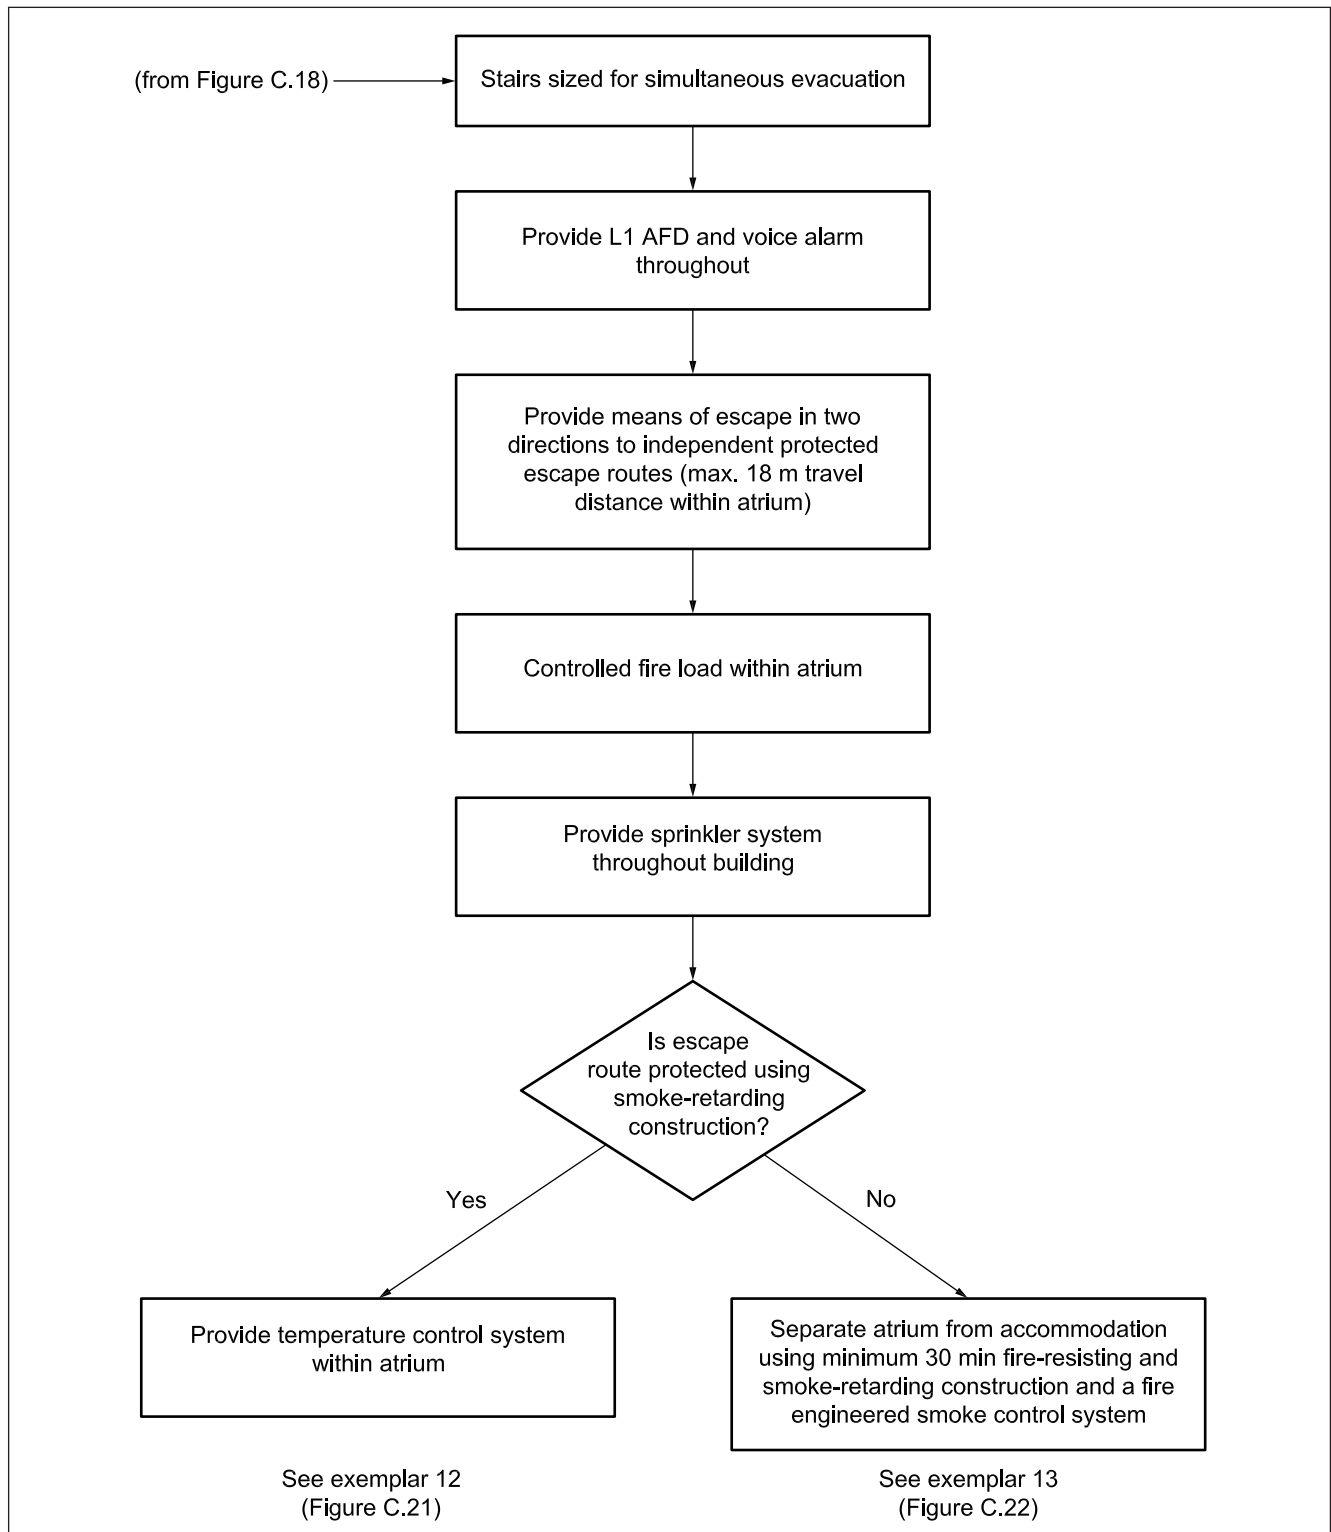 (from Figure C.18)
Stairs sized for simultaneous evacuation
Provide L1 AFD and voice alarm
throughout
Provide means of escape in two
directions to independent protected
escape routes (max. 18 m travel
distance within atrium)
Controlled fire load within atrium
Provide sprinkler system
throughout building
Is escape
route protected using
smoke-retarding
construction?
Yes
No
Provide temperature control system
within atrium
Separate atrium from accommodation
using minimum 30 min fire-resisting and
smoke-retarding construction and a fire
engineered smoke control system
See exemplar 12
(Figure C.21)
See exemplar 13
(Figure C.22)